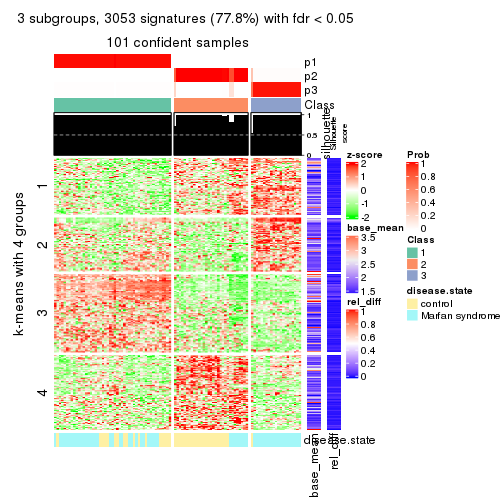 3 subgroups, 3053 signatures (77.8%) with fdr < 0.05
101 confident samples
p1
p2
p3
Class
silhouette
Silhouette
score
1
0.5
0
k-means with 4 groups
1
2
3
4
z-score
2
1
0
-1
-2
base_mean
3.5
3
2.5
2
1.5
rel_diff
1
0.8
0.6
0.4
0.2
0
Prob
1
0.8
0.6
0.4
0.2
0
Class
1
2
3
disease.state
control
Marfan syndrome
disease.state
base_mean
rel_diff